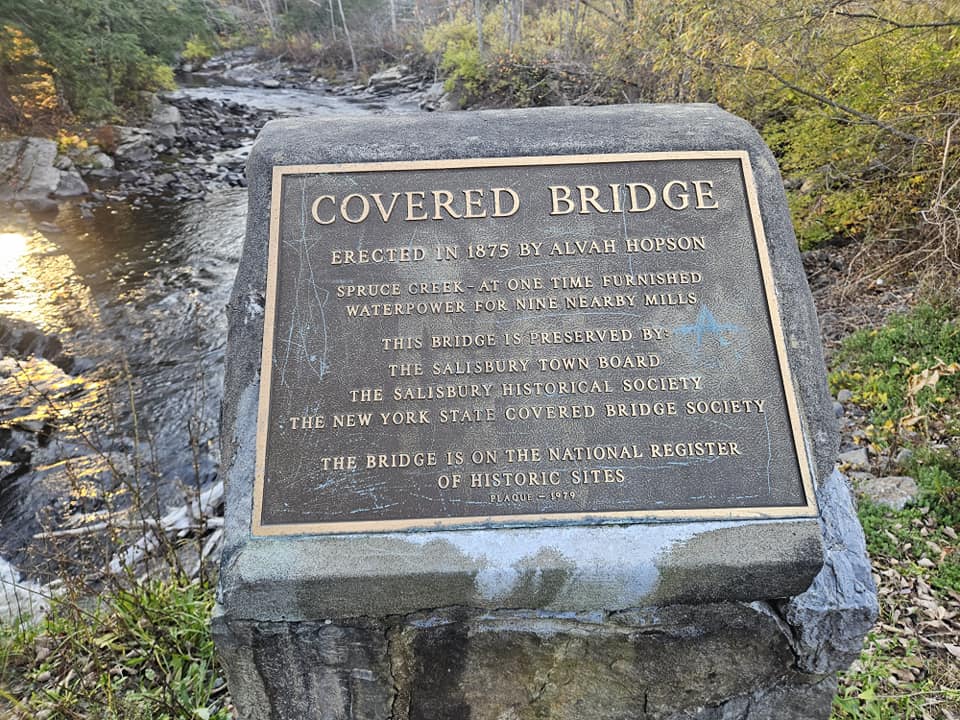 COVERED BRIDGE
ERECTED IN 1875 BY ALVAH HOPSON
SPRUCE CREEK - AT ONE TIME FURNISHED
WATERPOWER FOR NINE NEARBY MILLS
THIS BRIDGE IS PRESERVED BY:
THE SALISBURY TOWN BOARD
THE SALISBURY HISTORICAL SOCIETY
THE NEW YORK STATE COVERED BRIDGE SOCIETY
THE BRIDGE IS ON THE NATIONAL REGISTER
OF HISTORIC SITES
PLAQUE - 1979